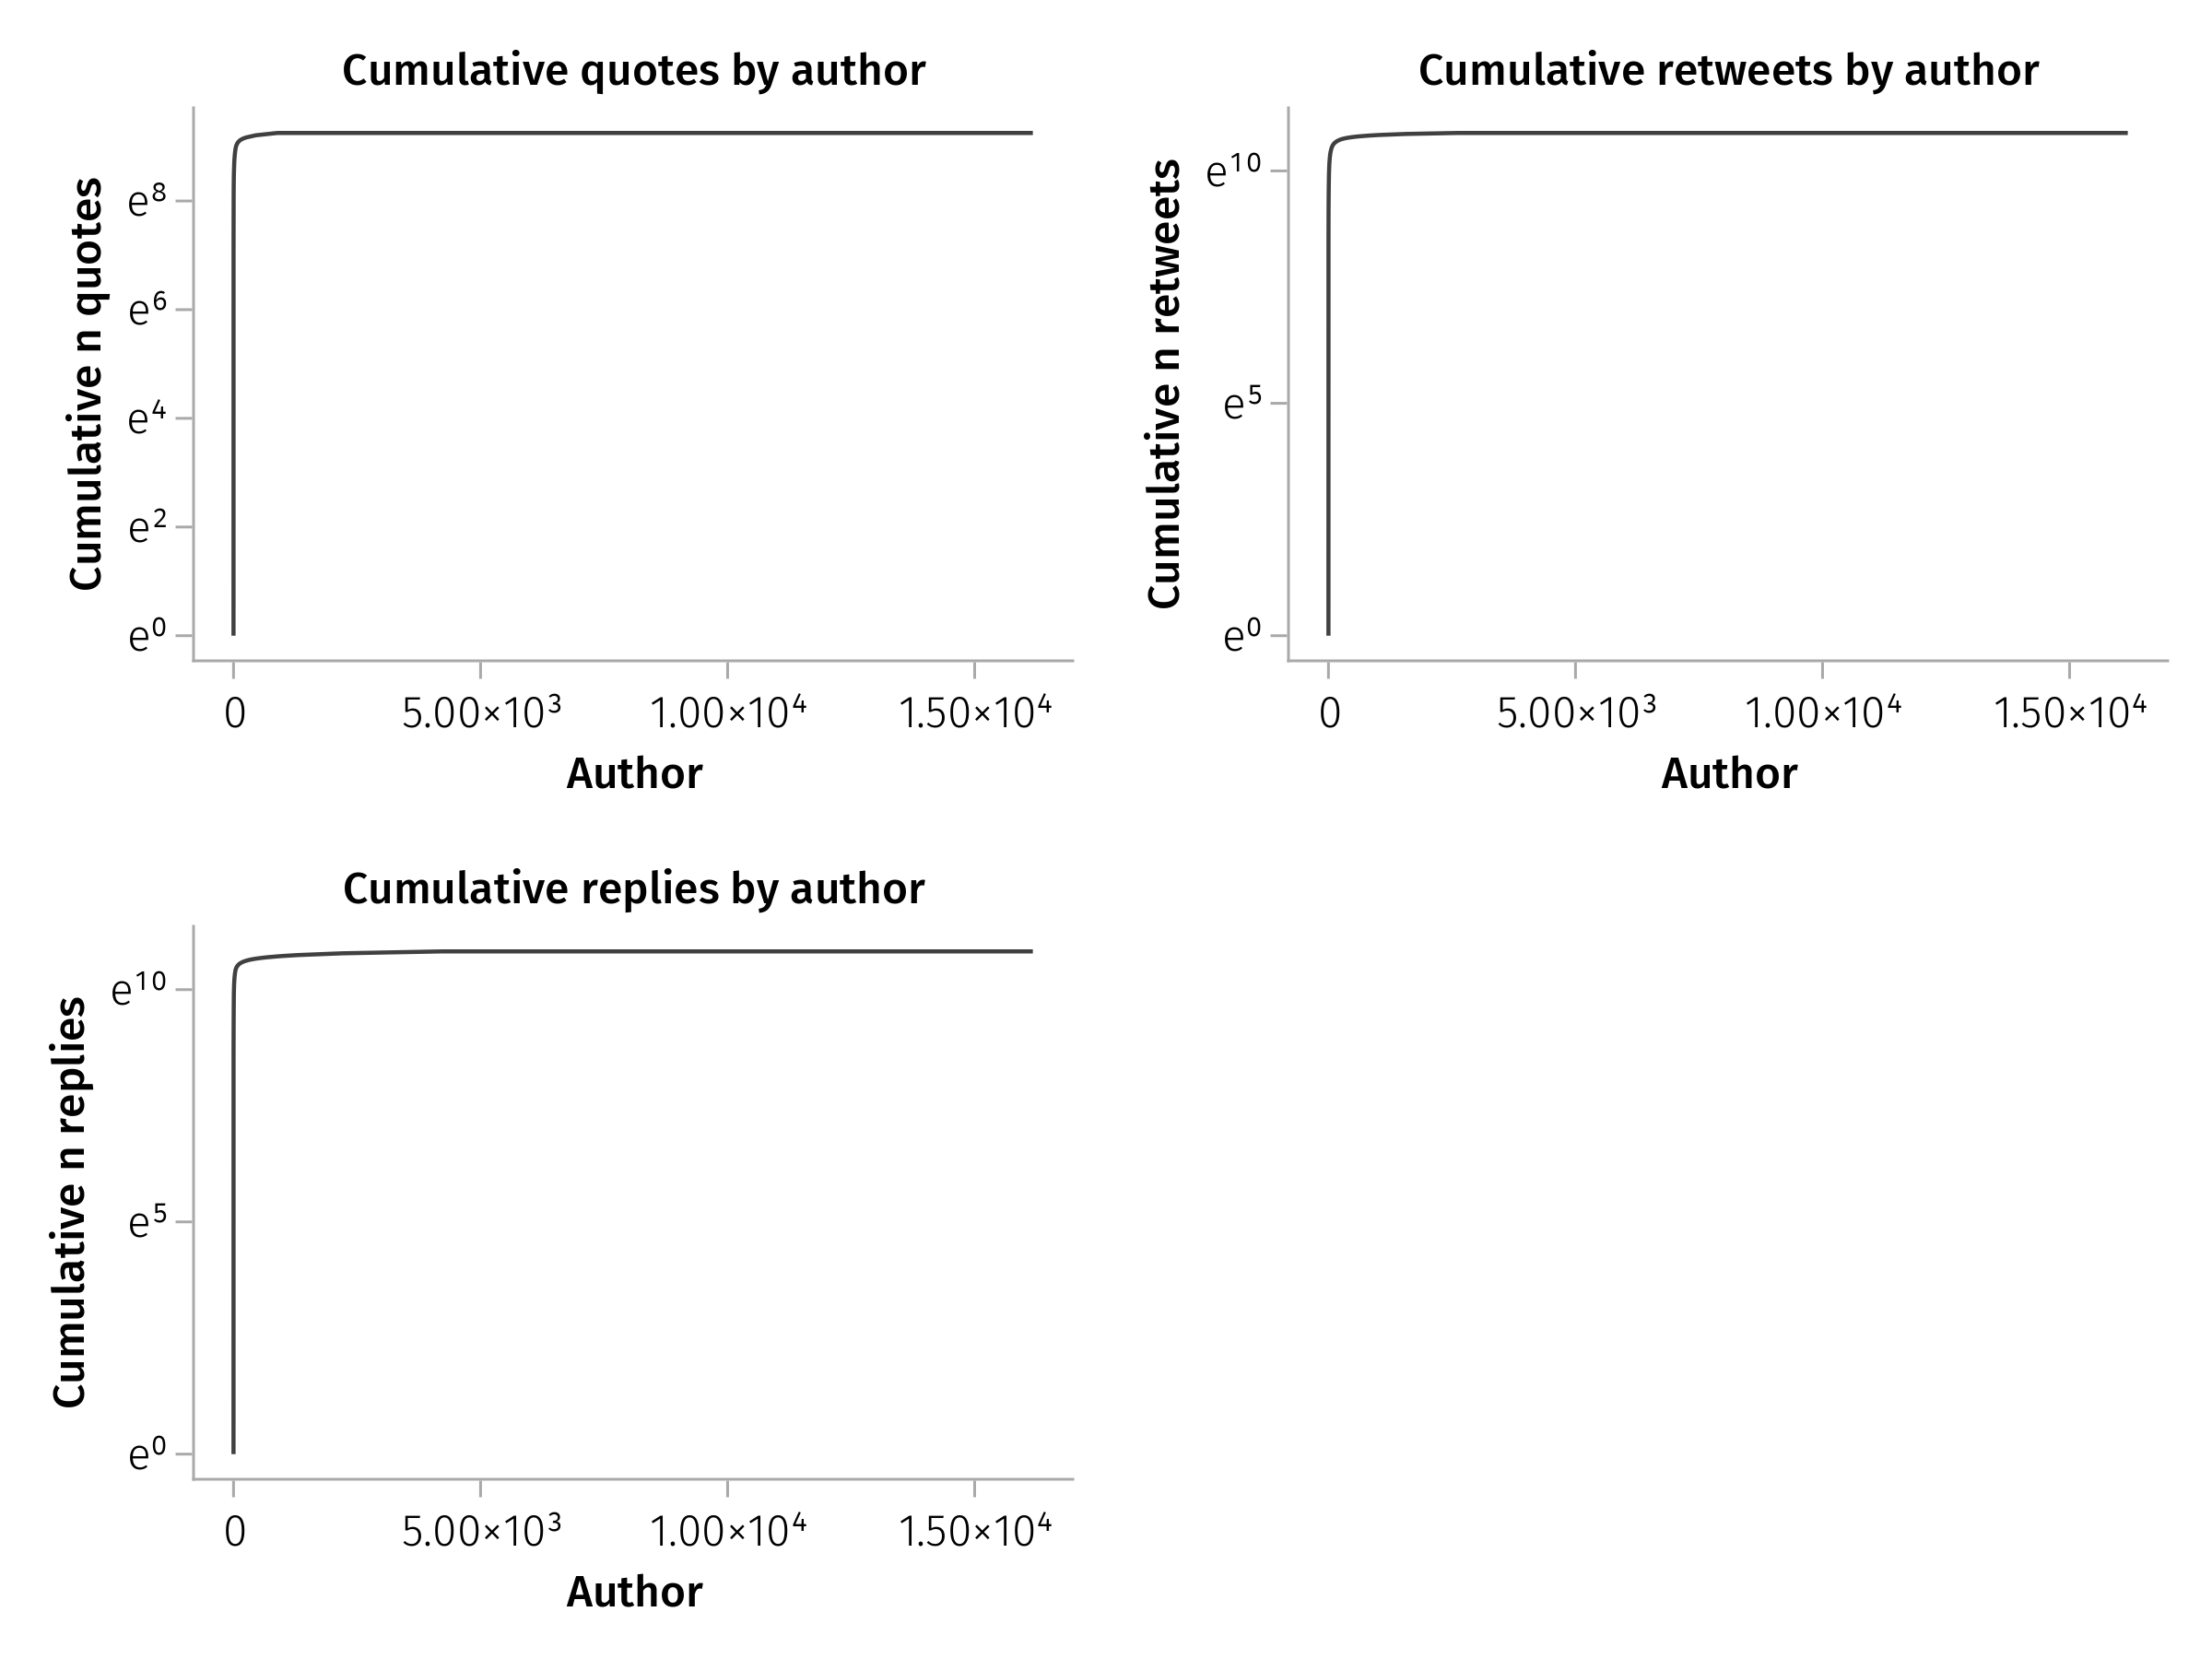 Cumulative quotes by author
Cumulative n quotes
e⁸
e⁶
e⁴
e²
e⁰
0 5.00×10³ 1.00×10⁴ 1.50×10⁴
Author
Cumulative retweets by author
Cumulative n retweets
e¹⁰
e⁵
e⁰
0 5.00×10³ 1.00×10⁴ 1.50×10⁴
Author
Cumulative replies by author
Cumulative n replies
e¹⁰
e⁵
e⁰
0 5.00×10³ 1.00×10⁴ 1.50×10⁴
Author